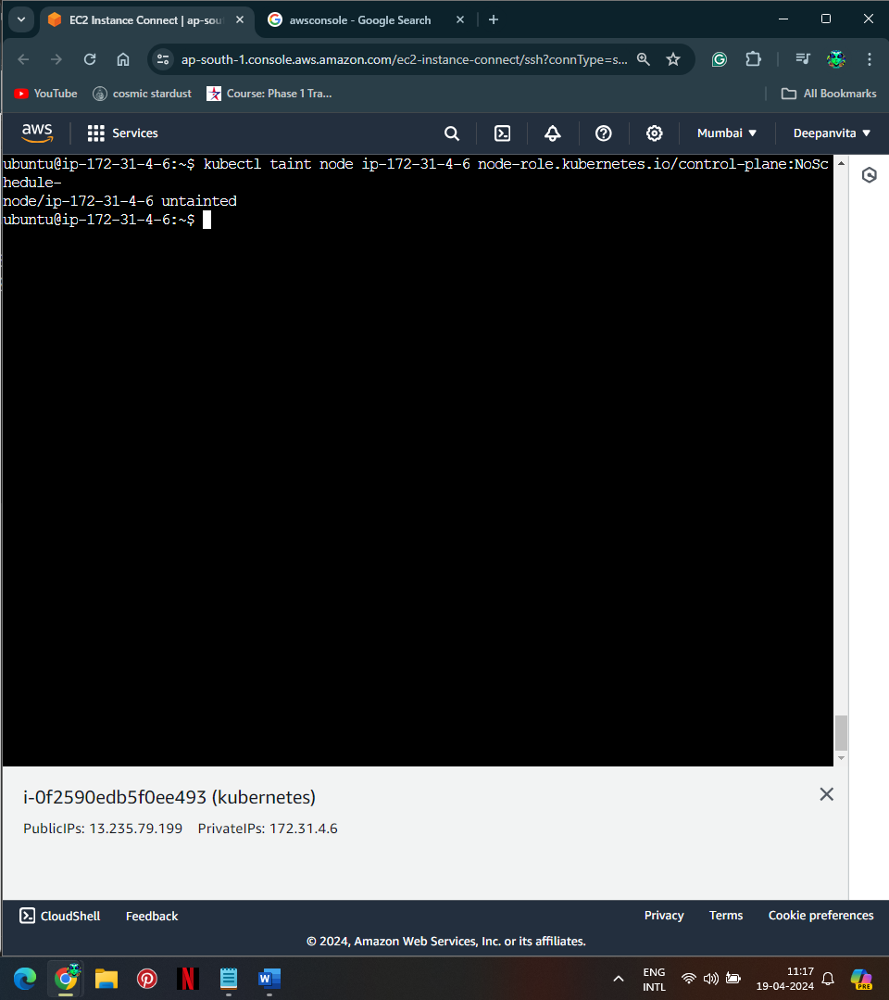 EC2 Instance Connect | ap-sou
awsconsole - Google Search
ap-south-1.console.aws.amazon.com/ec2-instance-connect/ssh?connType=s...
YouTube
cosmic stardust
Course: Phase 1 Tra...
All Bookmarks
aws
Services
Mumbai
Deepanvita
ubuntu@ip-172-31-4-6:~$ kubectl taint node ip-172-31-4-6 node-role.kubernetes.io/control-plane:NoSc
hedule-
node/ip-172-31-4-6 untainted
ubuntu@ip-172-31-4-6:~$
i-0f2590edb5f0ee493 (kubernetes)
PublicIPs: 13.235.79.199 PrivateIPs: 172.31.4.6
CloudShell
Feedback
Privacy
Terms
Cookie preferences
© 2024, Amazon Web Services, Inc. or its affiliates.
ENG
INTL
11:17
19-04-2024
PRE